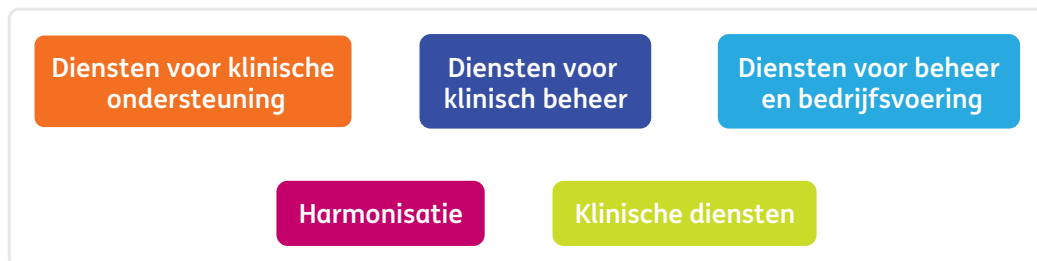 Diensten voor klinische
ondersteuning
Diensten voor
klinisch beheer
Diensten voor beheer
en bedrijfsvoering
Harmonisatie
Klinische diensten